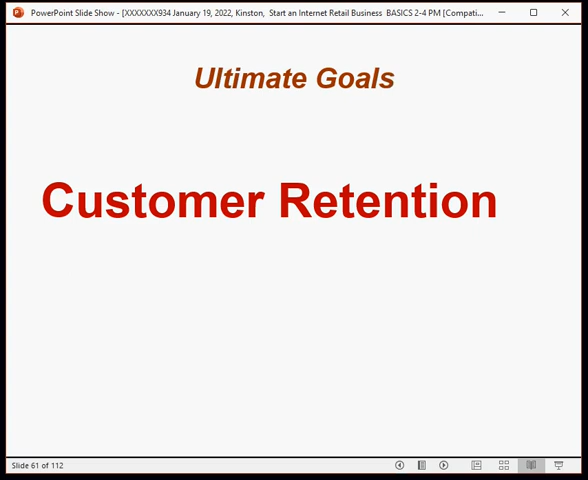 PowerPoint Slide Show - [XXXXXXX934 January 19, 2022, Kinston, Start an Internet Retail Business BASICS 2-4 PM [Compati...
Ultimate Goals
Customer Retention
Slide 61 of 112